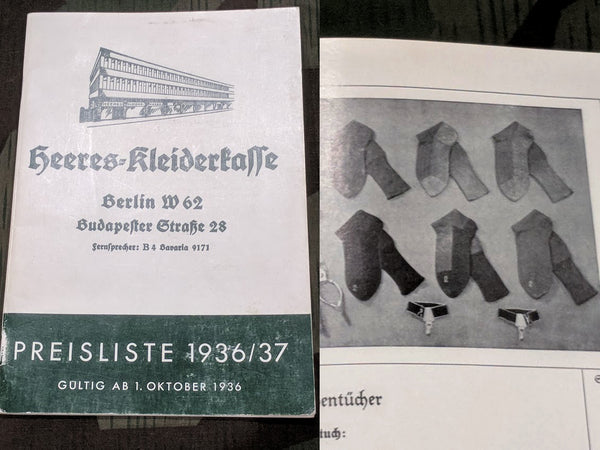 Heeres-Kleiderkasse
Berlin W 62
Budapester Straße 28
Fernsprecher: B 4 Bavaria 9171
PREISLISTE 1936/37
GÜLTIG AB 1. OKTOBER 1936
entücher
tuch: